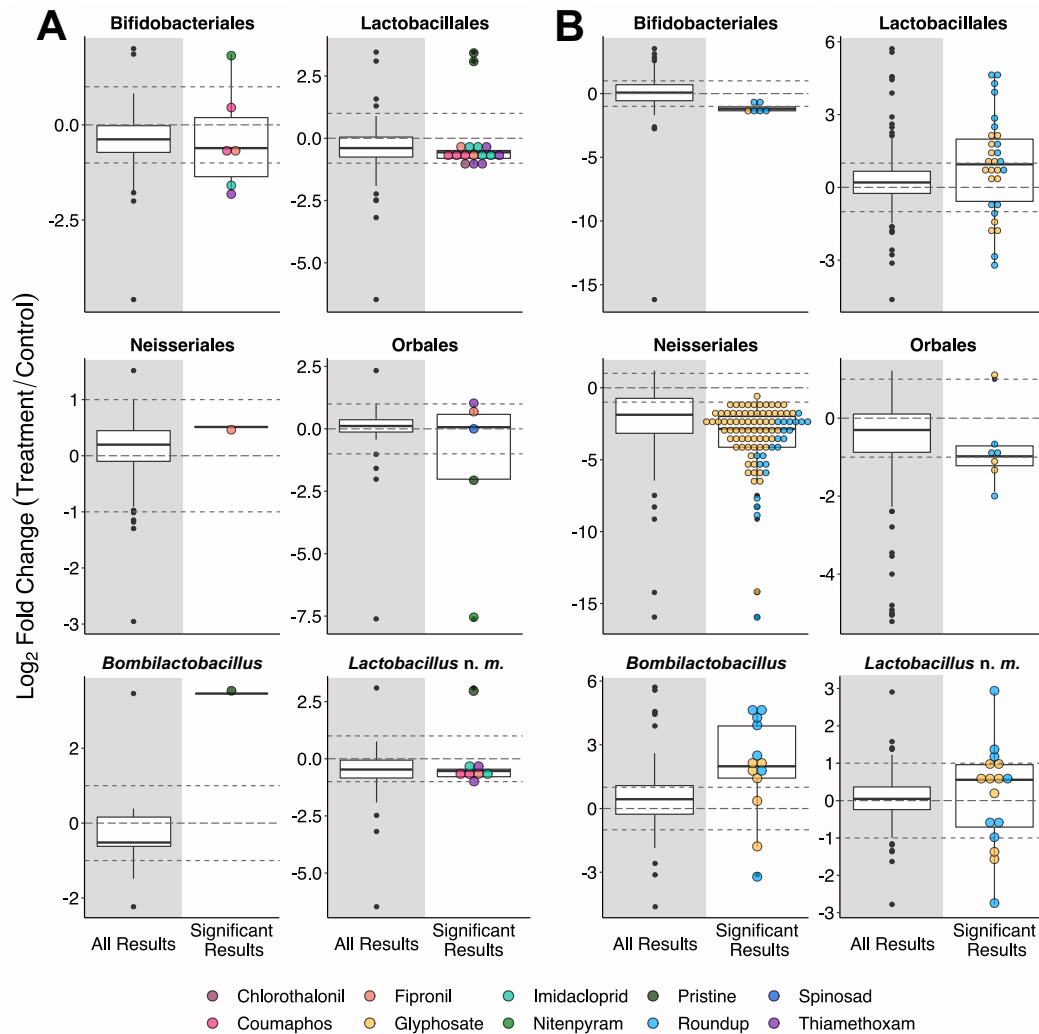 A
B
Bifidobacteriales
Lactobacillales
Bifidobacteriales
Lactobacillales
0.0
-2.5
2.5
0.0
-2.5
-5.0
0
-5
-10
-15
6
3
0
-3
Log₂ Fold Change (Treatment/Control)
Neisseriales
Orbales
Neisseriales
Orbales
1
0
-1
-2
-3
2.5
0.0
-2.5
-5.0
-7.5
0
-5
-10
-15
0
-2
-4
Bombilactobacillus
Lactobacillus n. m.
Bombilactobacillus
Lactobacillus n. m.
2
0
-2
2.5
0.0
-2.5
-5.0
6
3
0
-3
3
2
1
0
-1
-2
-3
All Results
Significant
Results
All Results
Significant
Results
All Results
Significant
Results
All Results
Significant
Results
Chlorothalonil
Fipronil
Imidacloprid
Pristine
Spinosad
Coumaphos
Glyphosate
Nitenpyram
Roundup
Thiamethoxam